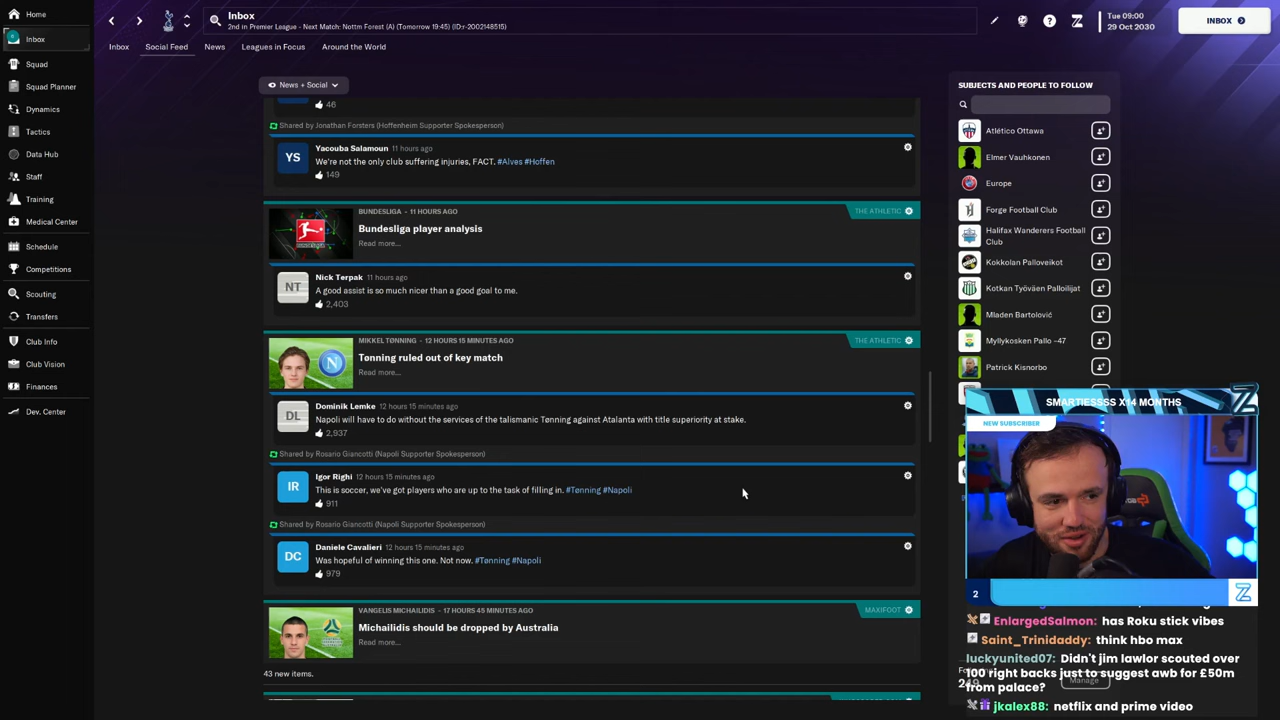 Home
Inbox
Squad
Squad Planner
Dynamics
Tactics
Data Hub
Staff
Training
Medical Center
Schedule
Competitions
Scouting
Transfers
Club Info
Club Vision
Finances
Dev. Center
Inbox
2nd in Premier League - Next Match: Nottm Forest (A) (Tomorrow 19:45) (ID:r-2002148515)
Tue 09:00
29 Oct 2030
INBOX
Inbox
Social Feed
News
Leagues in Focus
Around the World
News + Social
46
Shared by Jonathan Forsters (Hoffenheim Supporter Spokesperson)
YS
Yacouba Salamoun 11 hours ago
We're not the only club suffering injuries, FACT. #Alves #Hoffen
149
BUNDESLIGA - 11 HOURS AGO
THE ATHLETIC
Bundesliga player analysis
Read more...
NT
Nick Terpak 11 hours ago
A good assist is so much nicer than a good goal to me.
2,403
MIKKEL TØNNING - 12 HOURS 15 MINUTES AGO
THE ATHLETIC
Tønning ruled out of key match
Read more...
DL
Dominik Lemke 12 hours 15 minutes ago
Napoli will have to do without the services of the talismanic Tønning against Atalanta with title superiority at stake.
2,937
Shared by Rosario Giancotti (Napoli Supporter Spokesperson)
IR
Igor Righi 12 hours 15 minutes ago
This is soccer, we've got players who are up to the task of filling in. #Tønning #Napoli
911
Shared by Rosario Giancotti (Napoli Supporter Spokesperson)
DC
Daniele Cavalieri 12 hours 15 minutes ago
Was hopeful of winning this one. Not now. #Tønning #Napoli
979
VANGELIS MICHAILIDIS - 17 HOURS 45 MINUTES AGO
MAXIFOOT
Michailidis should be dropped by Australia
Read more...
43 new items.
SUBJECTS AND PEOPLE TO FOLLOW
Atlético Ottawa
Elmer Vauhkonen
Europe
Forge Football Club
Halifax Wanderers Football
Club
Kokkolan Palloveikot
Kotkan Työväen Palloilijat
Mladen Bartolović
Myllykosken Pallo -47
Patrick Kisnorbo
SMARTIESSSS X14 MONTHS
NEW SUBSCRIBER
2
EnlargedSalmon: has Roku stick vibes
Saint_Trinidaddy: think hbo max
luckyunited07: Didn't jim lawlor scouted over
100 right backs just to suggest awb for £50m
from palace?
Manage
jkalex88: netflix and prime video